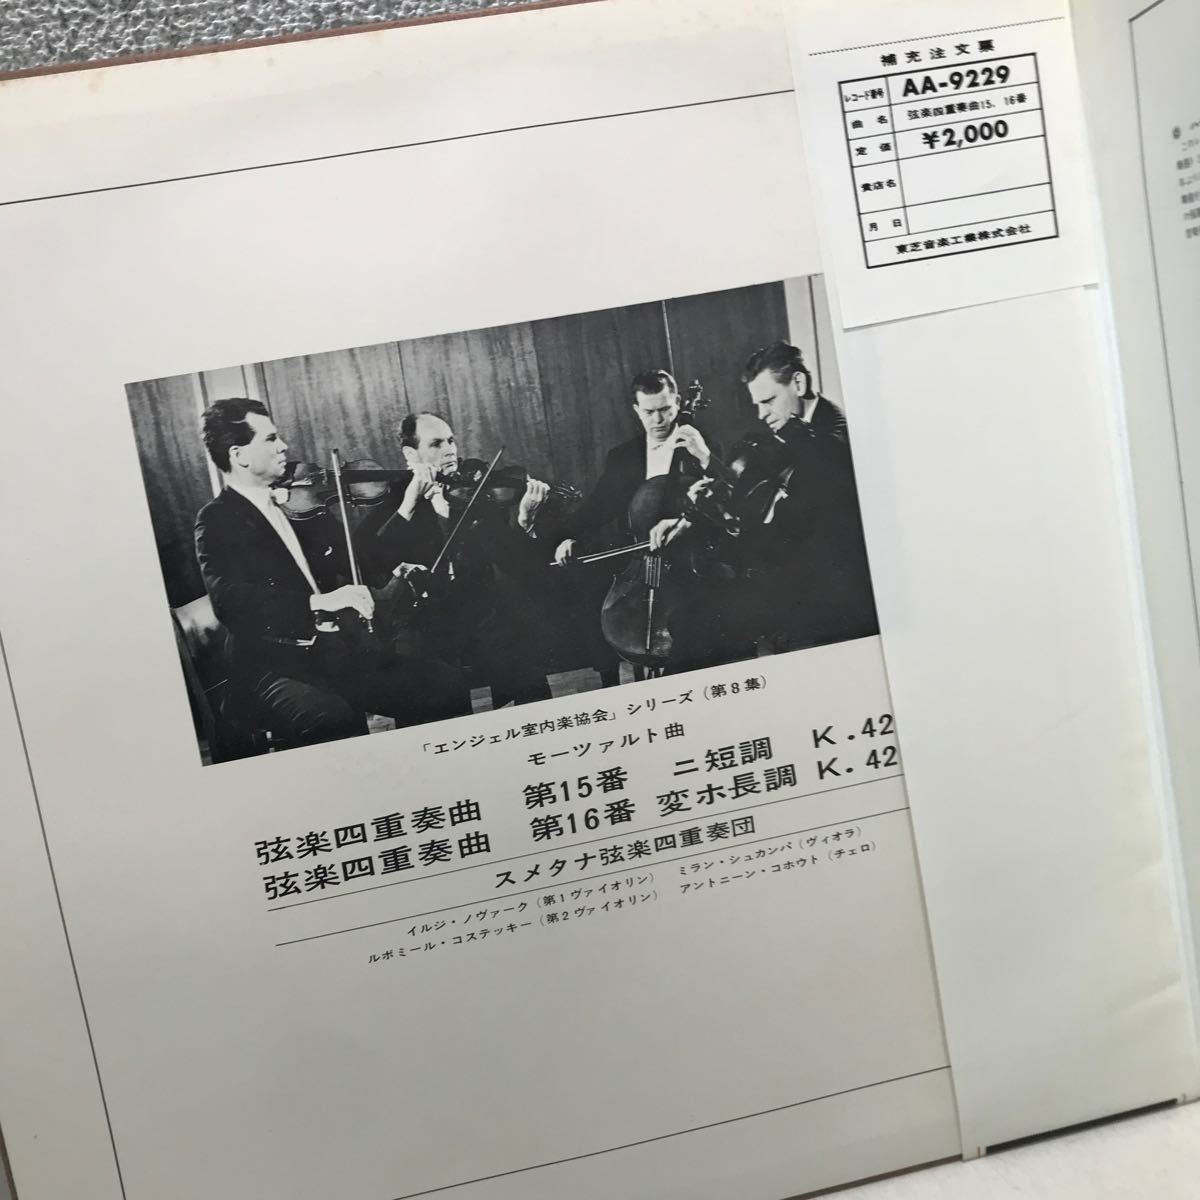 補充注文票
レコード番号 AA-9229
曲名 弦楽四重奏曲15、16番
定価 ¥2,000
貴店名
月日
東芝音楽工業株式会社
「エンジェル室内楽協会」シリーズ（第8集）
モーツァルト曲
弦楽四重奏曲 第15番 ニ短調 K.42
弦楽四重奏曲 第16番 変ホ長調 K.42
スメタナ弦楽四重奏団
イルジ・ノヴァーク（第1ヴァイオリン） ミラン・シュカンパ（ヴィオラ）
ルボミール・コステッキー（第2ヴァイオリン） アントニーン・コホウト（チェロ）